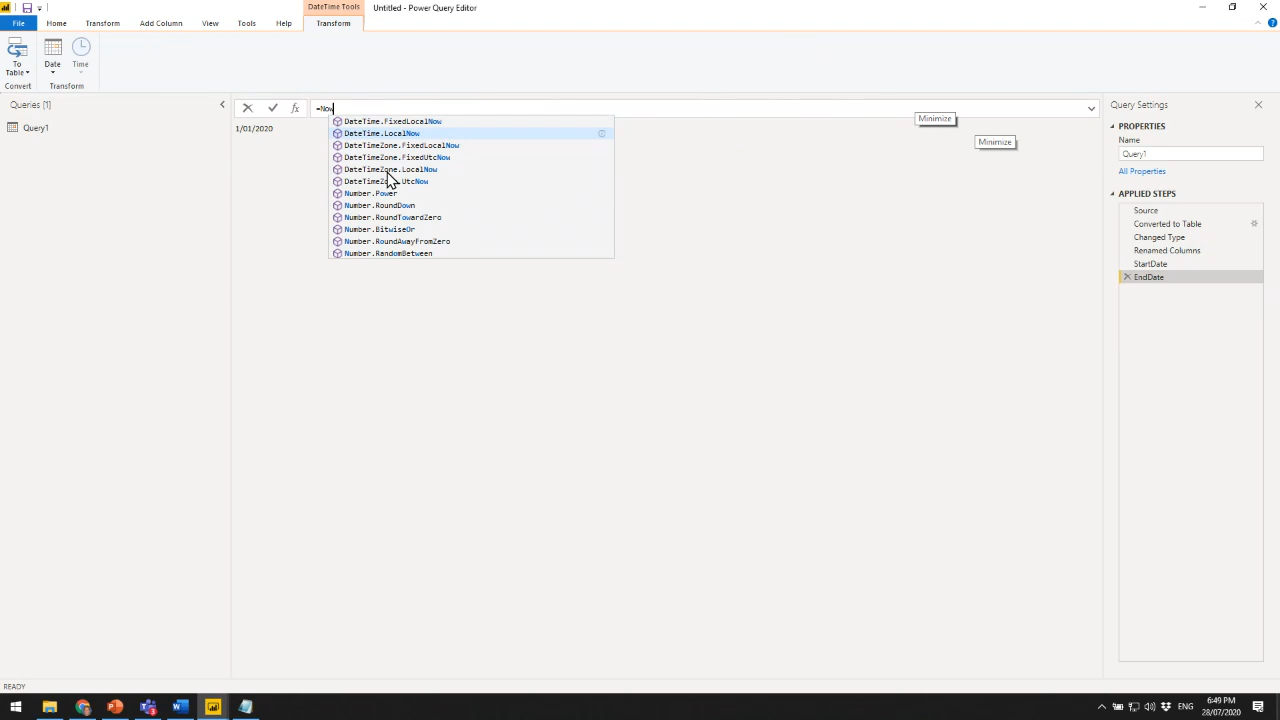 DateTime Tools
Untitled - Power Query Editor
File
Home
Transform
Add Column
View
Tools
Help
Transform
To
Table
Date
Time
Convert
Transform
Queries [1]
=Now
Query Settings
Query1
1/01/2020
DateTime.FixedLocalNow
DateTime.LocalNow
DateTimeZone.FixedLocalNow
DateTimeZone.FixedUtcNow
DateTimeZone.LocalNow
DateTimeZone.UtcNow
Number.Power
Number.RoundDown
Number.RoundTowardZero
Number.BitwiseOr
Number.RoundAwayFromZero
Number.RandomBetween
Minimize
Minimize
PROPERTIES
Name
Query1
All Properties
APPLIED STEPS
Source
Converted to Table
Changed Type
Renamed Columns
StartDate
EndDate
READY
ENG
6:49 PM
28/07/2020